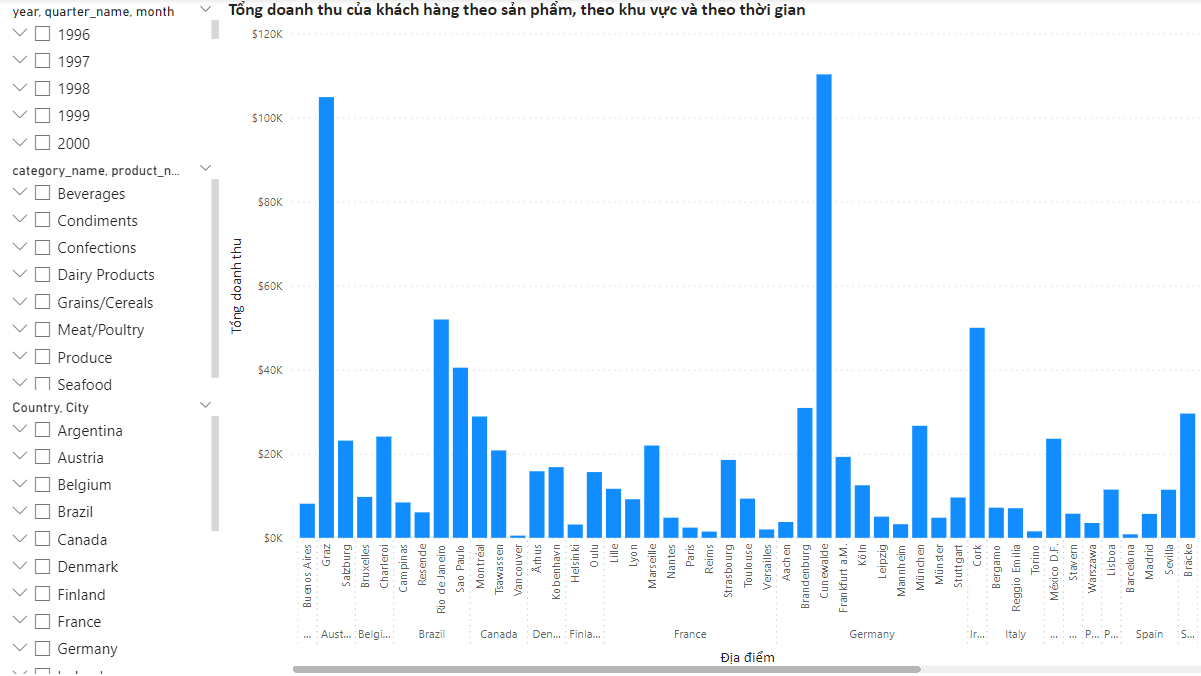 year, quarter_name, month
1996
1997
1998
1999
2000
category_name, product_n...
Beverages
Condiments
Confections
Dairy Products
Grains/Cereals
Meat/Poultry
Produce
Seafood
Country, City
Argentina
Austria
Belgium
Brazil
Canada
Denmark
Finland
France
Germany
Tổng doanh thu của khách hàng theo sản phẩm, theo khu vực và theo thời gian
Tổng doanh thu
$120K
$100K
$80K
$60K
$40K
$20K
$0K
Buenos Aires
Graz
Salzburg
Bruxelles
Charleroi
Campinas
Resende
Rio de Janeiro
Sao Paulo
Montréal
Tsawassen
Vancouver
Århus
Kobenhavn
Helsinki
Oulu
Lille
Lyon
Marseille
Nantes
Paris
Reims
Strasbourg
Toulouse
Versailles
Aachen
Brandenburg
Cunewalde
Frankfurt a.M.
Köln
Leipzig
Mannheim
München
Münster
Stuttgart
Cork
Bergamo
Reggio Emilia
Torino
México D.F.
Stavern
Warszawa
Lisboa
Barcelona
Madrid
Sevilla
Bräcke
... Aust... Belgi... Brazil Canada Den... Finla... France Germany Ir... Italy ... ... P... P... Spain S...
Địa điểm